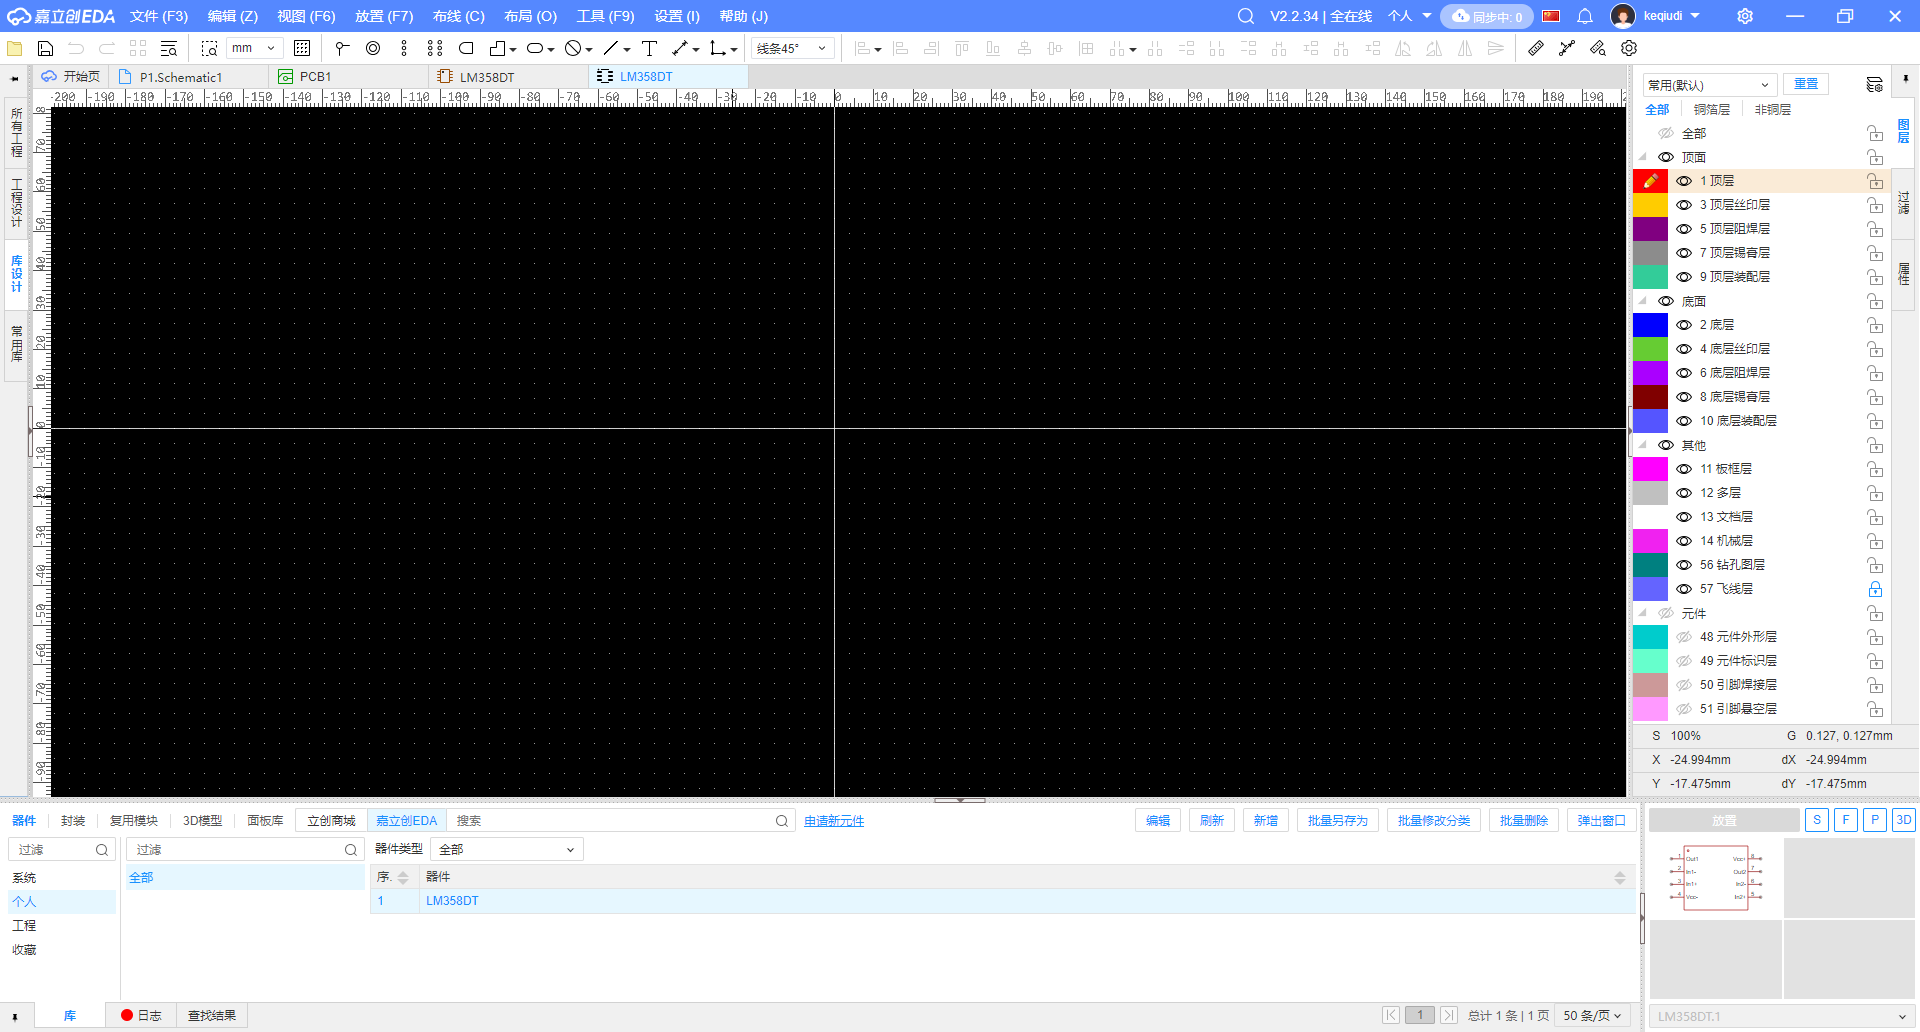 嘉立创EDA 文件 (F3) 编辑 (Z) 视图 (F6) 放置 (F7) 布线 (C) 布局 (O) 工具 (F9) 设置 (I) 帮助 (J) V2.2.34 | 全在线 个人 同步中: 0 keqiudi
mm 线条45°
开始页 P1.Schematic1 PCB1 LM358DT LM358DT
所有工程
工程设计
库设计
常用库
-200 -190 -180 -170 -160 -150 -140 -130 -120 -110 -100 -90 -80 -70 -60 -50 -40 -30 -20 -10 0 10 20 30 40 50 60 70 80 90 100 110 120 130 140 150 160 170 180 190
70
60
50
40
30
20
10
0
-10
-20
-30
-40
-50
-60
-70
-80
-90
常用(默认) 重置
全部 铜箔层 非铜层
全部
顶面
1 顶层
3 顶层丝印层
5 顶层阻焊层
7 顶层锡膏层
9 顶层装配层
底面
2 底层
4 底层丝印层
6 底层阻焊层
8 底层锡膏层
10 底层装配层
其他
11 板框层
12 多层
13 文档层
14 机械层
56 钻孔图层
57 飞线层
元件
48 元件外形层
49 元件标识层
50 引脚焊接层
51 引脚悬空层
图层
过滤
属性
S 100% G 0.127, 0.127mm
X -24.994mm dX -24.994mm
Y -17.475mm dY -17.475mm
器件 封装 复用模块 3D模型 面板库 立创商城 嘉立创EDA 搜索 申请新元件 编辑 刷新 新增 批量另存为 批量修改分类 批量删除 弹出窗口 放置 S F P 3D
过滤 过滤 器件类型 全部
系统 全部 序. 器件
个人 1 LM358DT
工程
收藏
1 Out1 Vcc+ 8
2 In1- Out2 7
3 In1+ In2- 6
4 Vcc- In2+ 5
库 日志 查找结果 1 总计 1 条 | 1 页 50 条/页 LM358DT.1